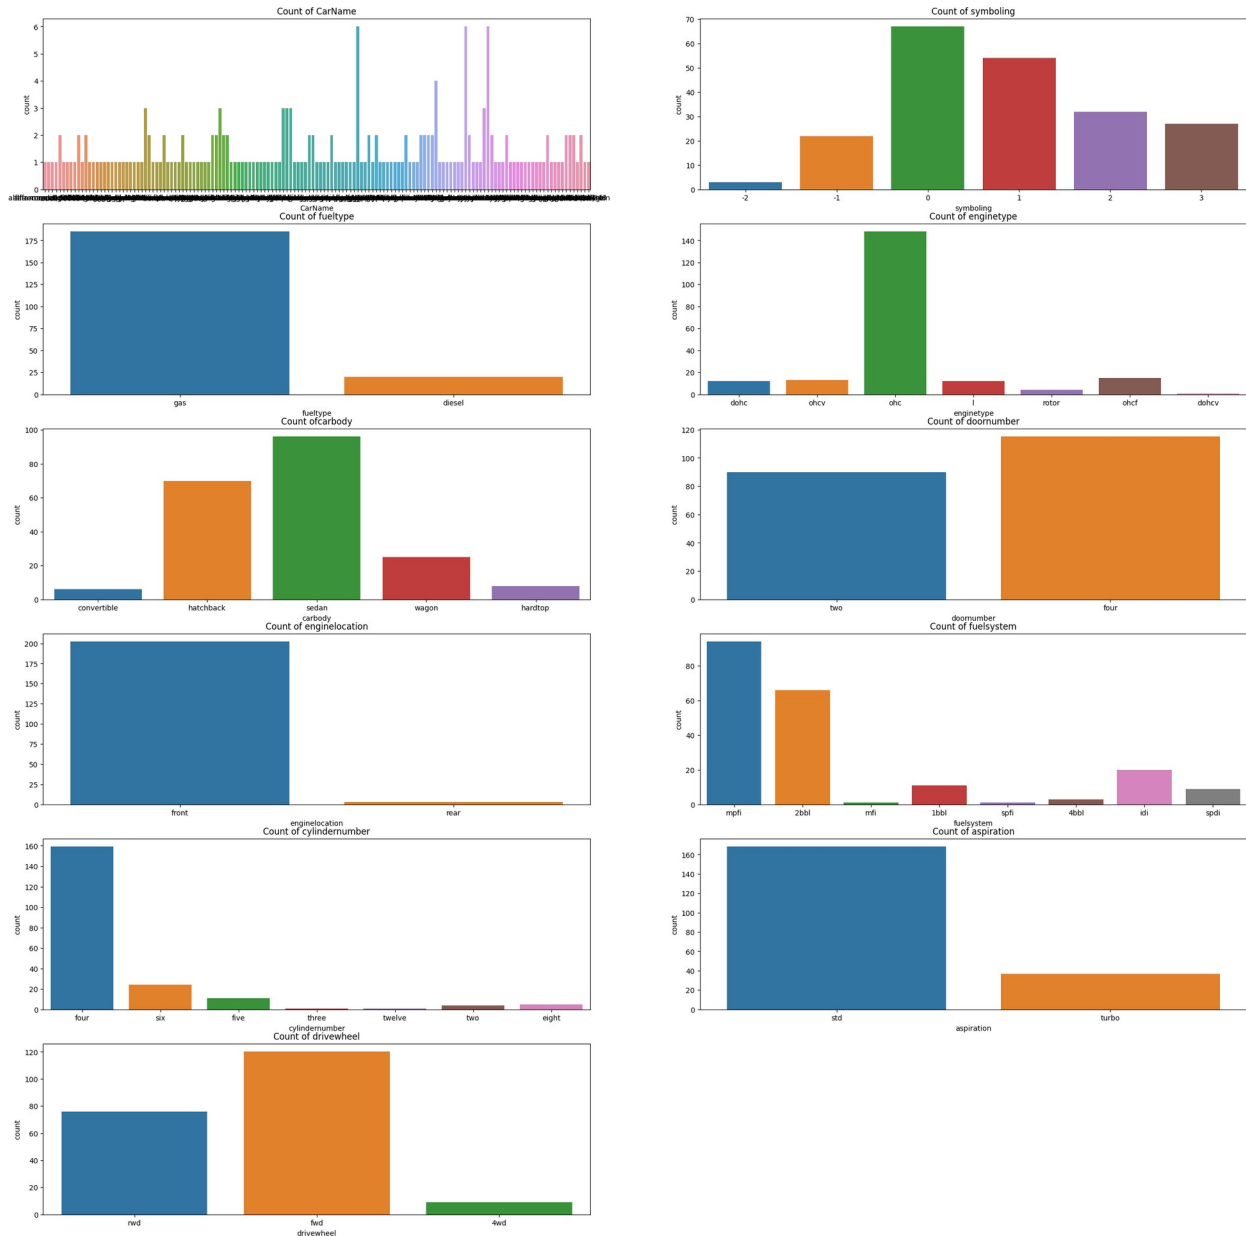 Count of CarName
6
5
4
3
2
1
0
count
CarName
Count of symboling
70
60
50
40
30
20
10
0
count
-2 -1 0 1 2 3
symboling
Count of fueltype
175
150
125
100
75
50
25
0
count
gas diesel
fueltype
Count of enginetype
140
120
100
80
60
40
20
0
count
dohc ohcv ohc l rotor ohcf dohcv
enginetype
Count ofcarbody
100
80
60
40
20
0
count
convertible hatchback sedan wagon hardtop
carbody
Count of doornumber
120
100
80
60
40
20
0
count
two four
doornumber
Count of enginelocation
200
175
150
125
100
75
50
25
0
count
front rear
enginelocation
Count of fuelsystem
80
60
40
20
0
count
mpfi 2bbl mfi 1bbl spfi 4bbl idi spdi
fuelsystem
Count of cylindernumber
160
140
120
100
80
60
40
20
0
count
four six five three twelve two eight
cylindernumber
Count of aspiration
160
140
120
100
80
60
40
20
0
count
std turbo
aspiration
Count of drivewheel
120
100
80
60
40
20
0
count
rwd fwd 4wd
drivewheel